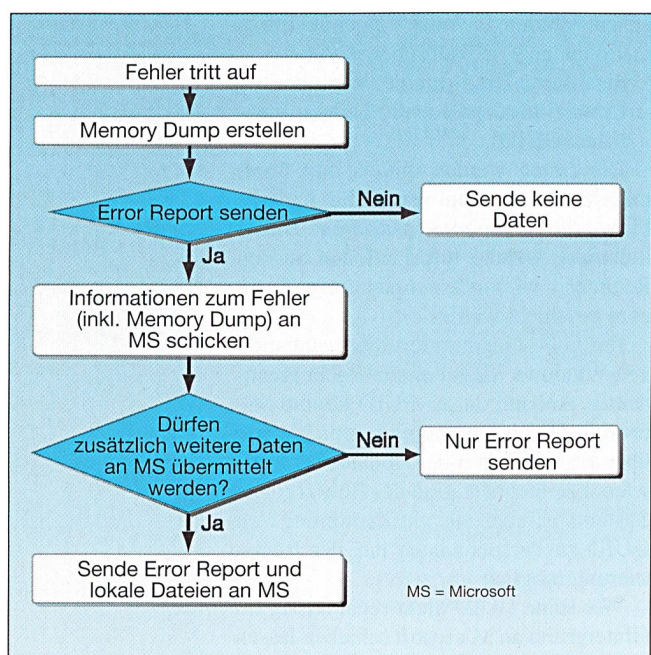 Fehler tritt auf
Memory Dump erstellen
Error Report senden
Nein
Sende keine
Daten
Ja
Informationen zum Fehler
(inkl. Memory Dump) an
MS schicken
Dürfen
zusätzlich weitere Daten
an MS übermittelt
werden?
Nein
Nur Error Report
senden
Ja
Sende Error Report und
lokale Dateien an MS
MS = Microsoft